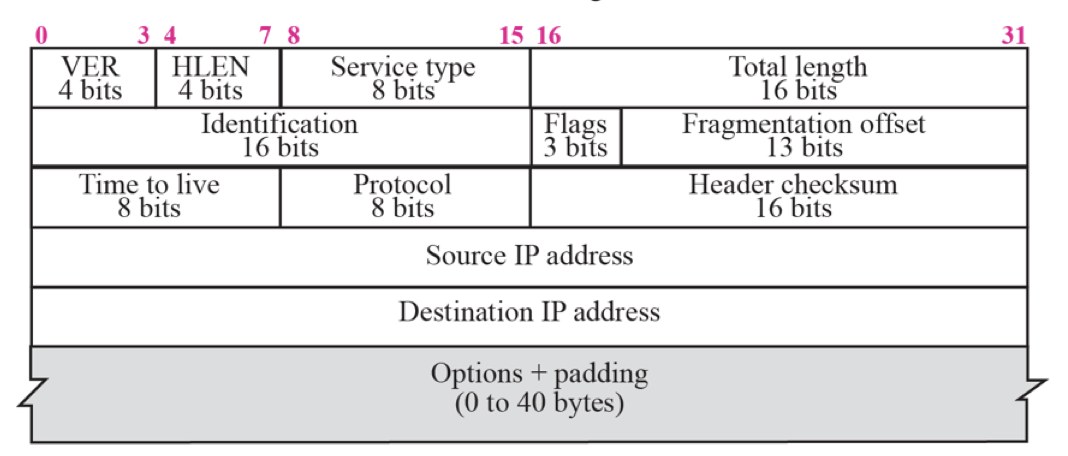 0 3 4 7 8 15 16 31
VER HLEN Service type Total length
4 bits 4 bits 8 bits 16 bits
Identification Flags Fragmentation offset
16 bits 3 bits 13 bits
Time to live Protocol Header checksum
8 bits 8 bits 16 bits
Source IP address
Destination IP address
Options + padding
(0 to 40 bytes)